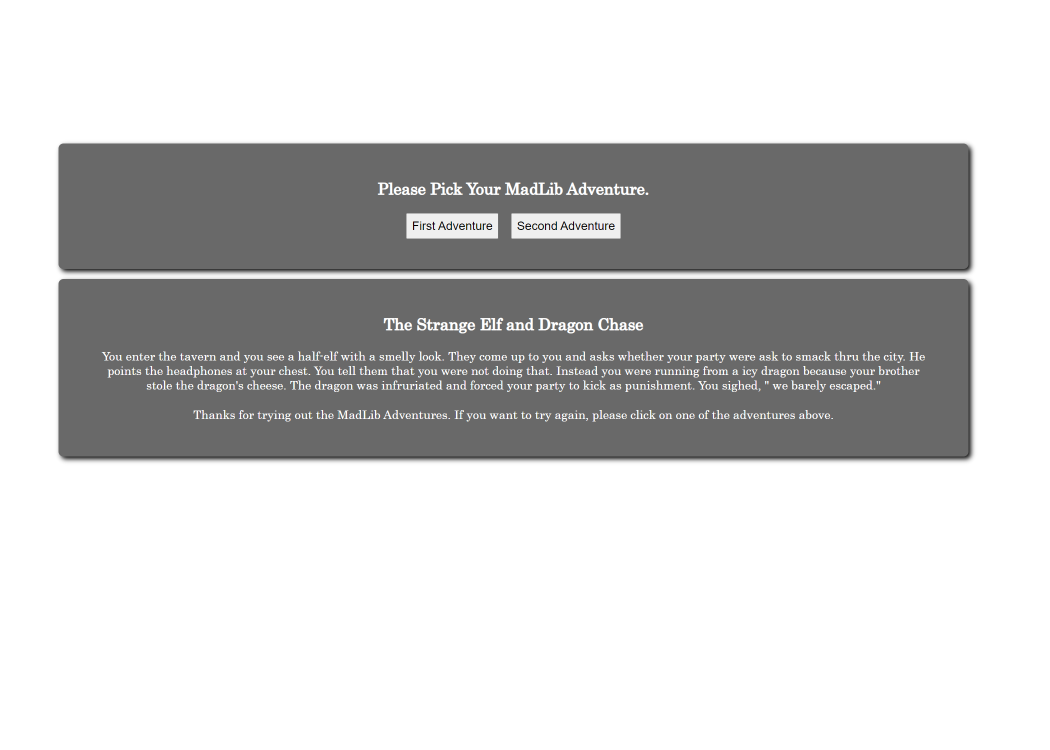 Please Pick Your MadLib Adventure.
First Adventure
Second Adventure
The Strange Elf and Dragon Chase
You enter the tavern and you see a half-elf with a smelly look. They come up to you and asks whether your party were ask to smack thru the city. He
points the headphones at your chest. You tell them that you were not doing that. Instead you were running from a icy dragon because your brother
stole the dragon's cheese. The dragon was infruriated and forced your party to kick as punishment. You sighed, " we barely escaped."
Thanks for trying out the MadLib Adventures. If you want to try again, please click on one of the adventures above.